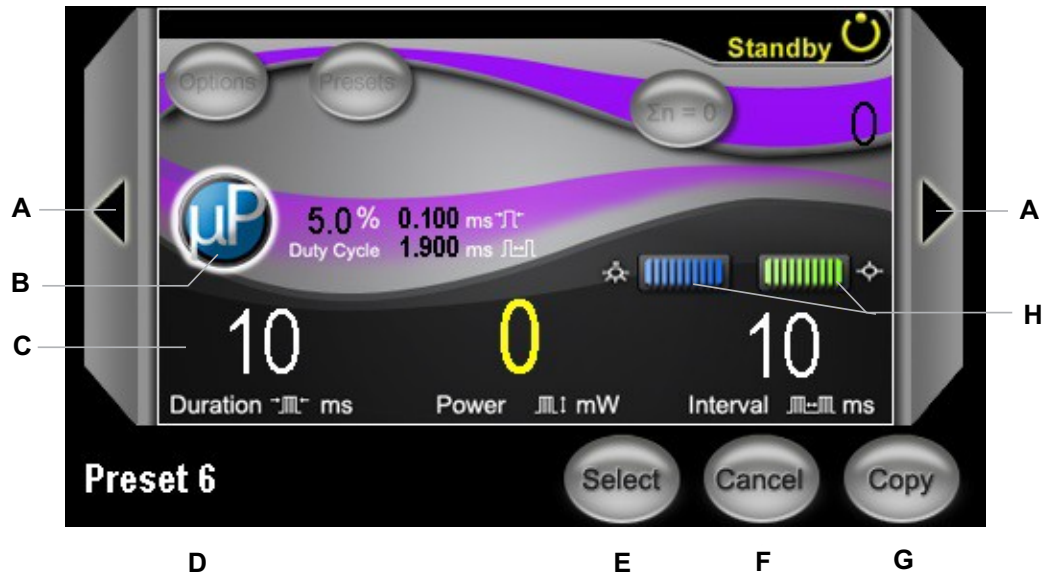 Standby
Options Presets Σn = 0 0
A A
µP 5.0 % 0.100 ms
Duty Cycle 1.900 ms
B
H
C 10 0 10
Duration ms Power mW Interval ms
Preset 6 Select Cancel Copy
D E F G